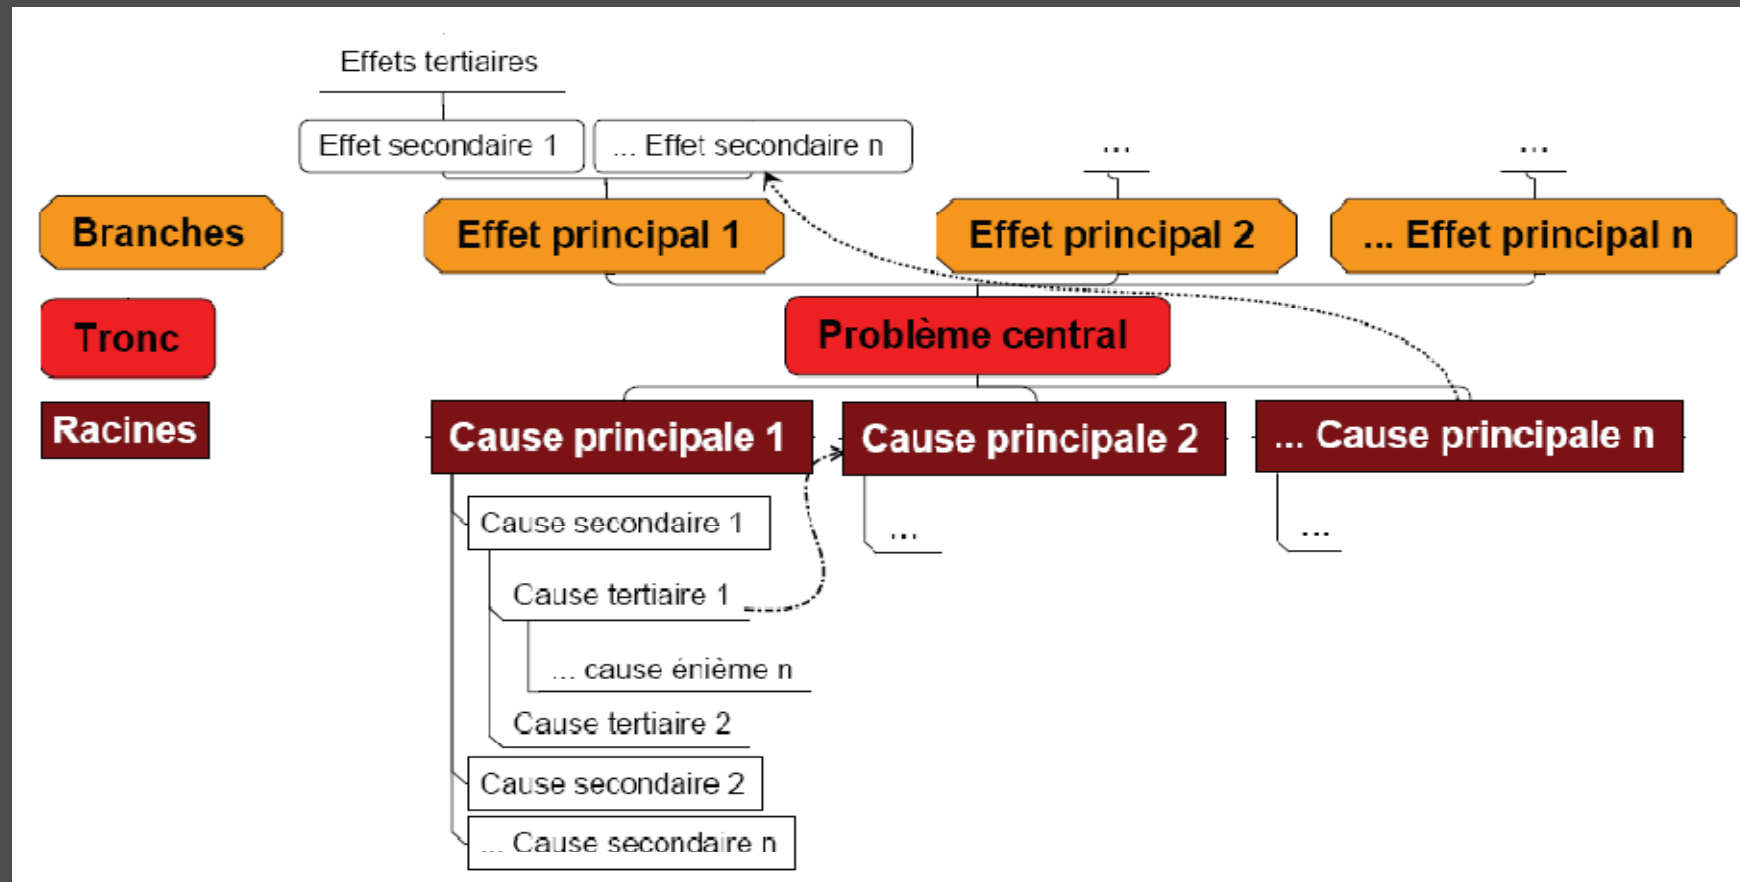 Effets tertiaires
Effet secondaire 1
... Effet secondaire n
...
...
Branches
Effet principal 1
Effet principal 2
... Effet principal n
Tronc
Problème central
Racines
Cause principale 1
Cause principale 2
... Cause principale n
Cause secondaire 1
...
...
Cause tertiaire 1
... cause énième n
Cause tertiaire 2
Cause secondaire 2
... Cause secondaire n